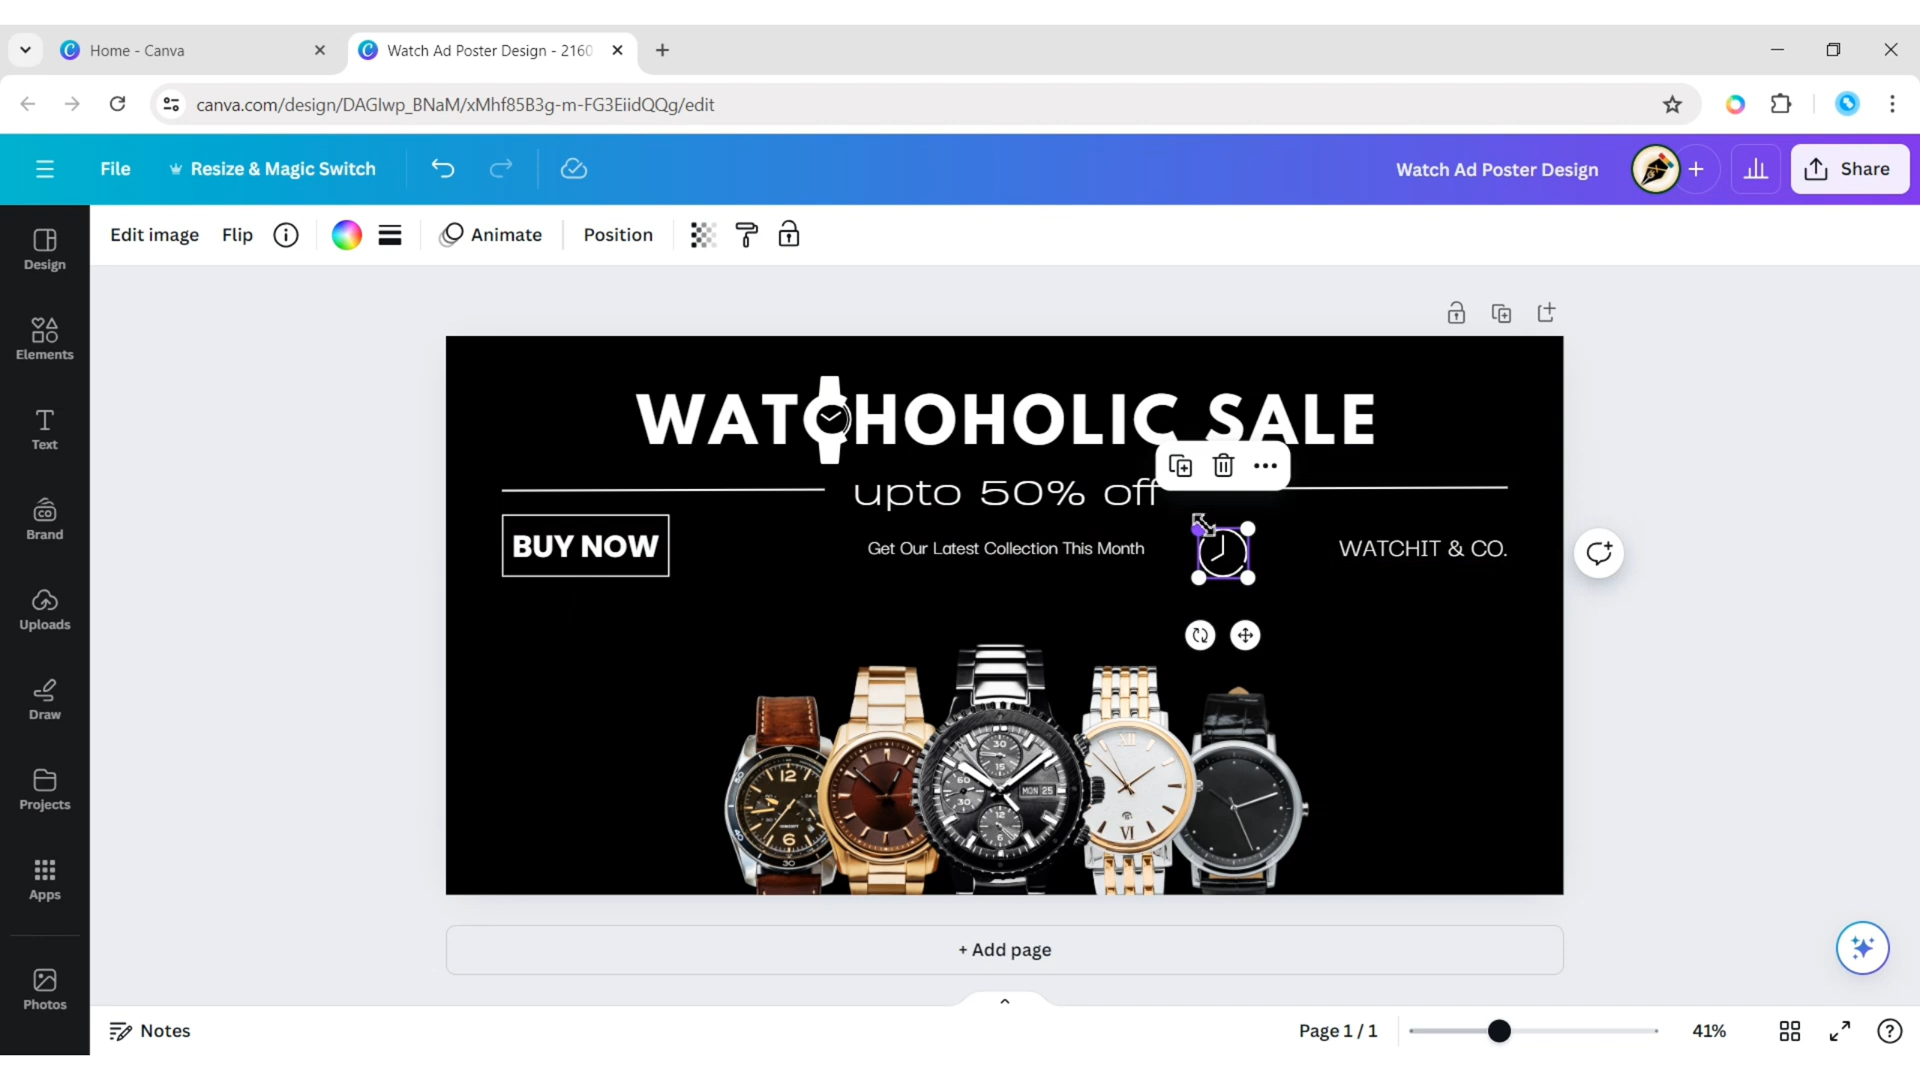 Home - Canva
Watch Ad Poster Design - 2160
canva.com/design/DAGlwp_BNaM/xMhf85B3g-m-FG3EiidQQg/edit
File
Resize & Magic Switch
Watch Ad Poster Design
Share
Edit image
Flip
Animate
Position
Design
Elements
Text
Brand
Uploads
Draw
Projects
Apps
Photos
WATCHOHOLIC SALE
upto 50% off
BUY NOW
Get Our Latest Collection This Month
WATCHIT & CO.
MON 25
+ Add page
Notes
Page 1 / 1
41%